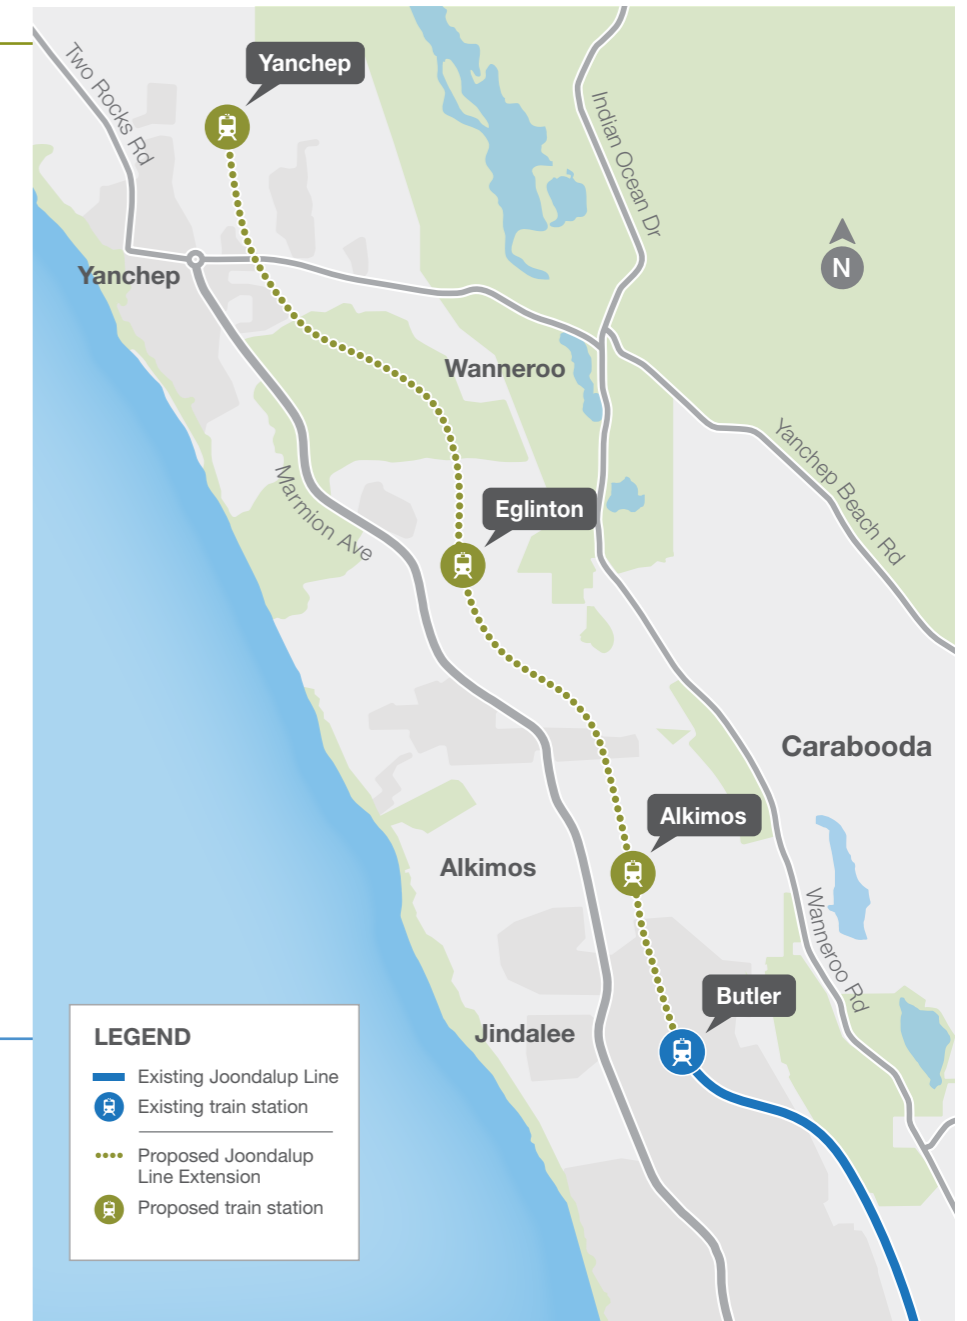 Yanchep
Two Rocks Rd
Indian Ocean Dr
N
Yanchep
Wanneroo
Yanchep Beach Rd
Marmion Ave
Eglinton
Carabooda
Alkimos
Alkimos
Wanneroo Rd
Butler
Jindalee
LEGEND
Existing Joondalup Line
Existing train station
Proposed Joondalup
Line Extension
Proposed train station